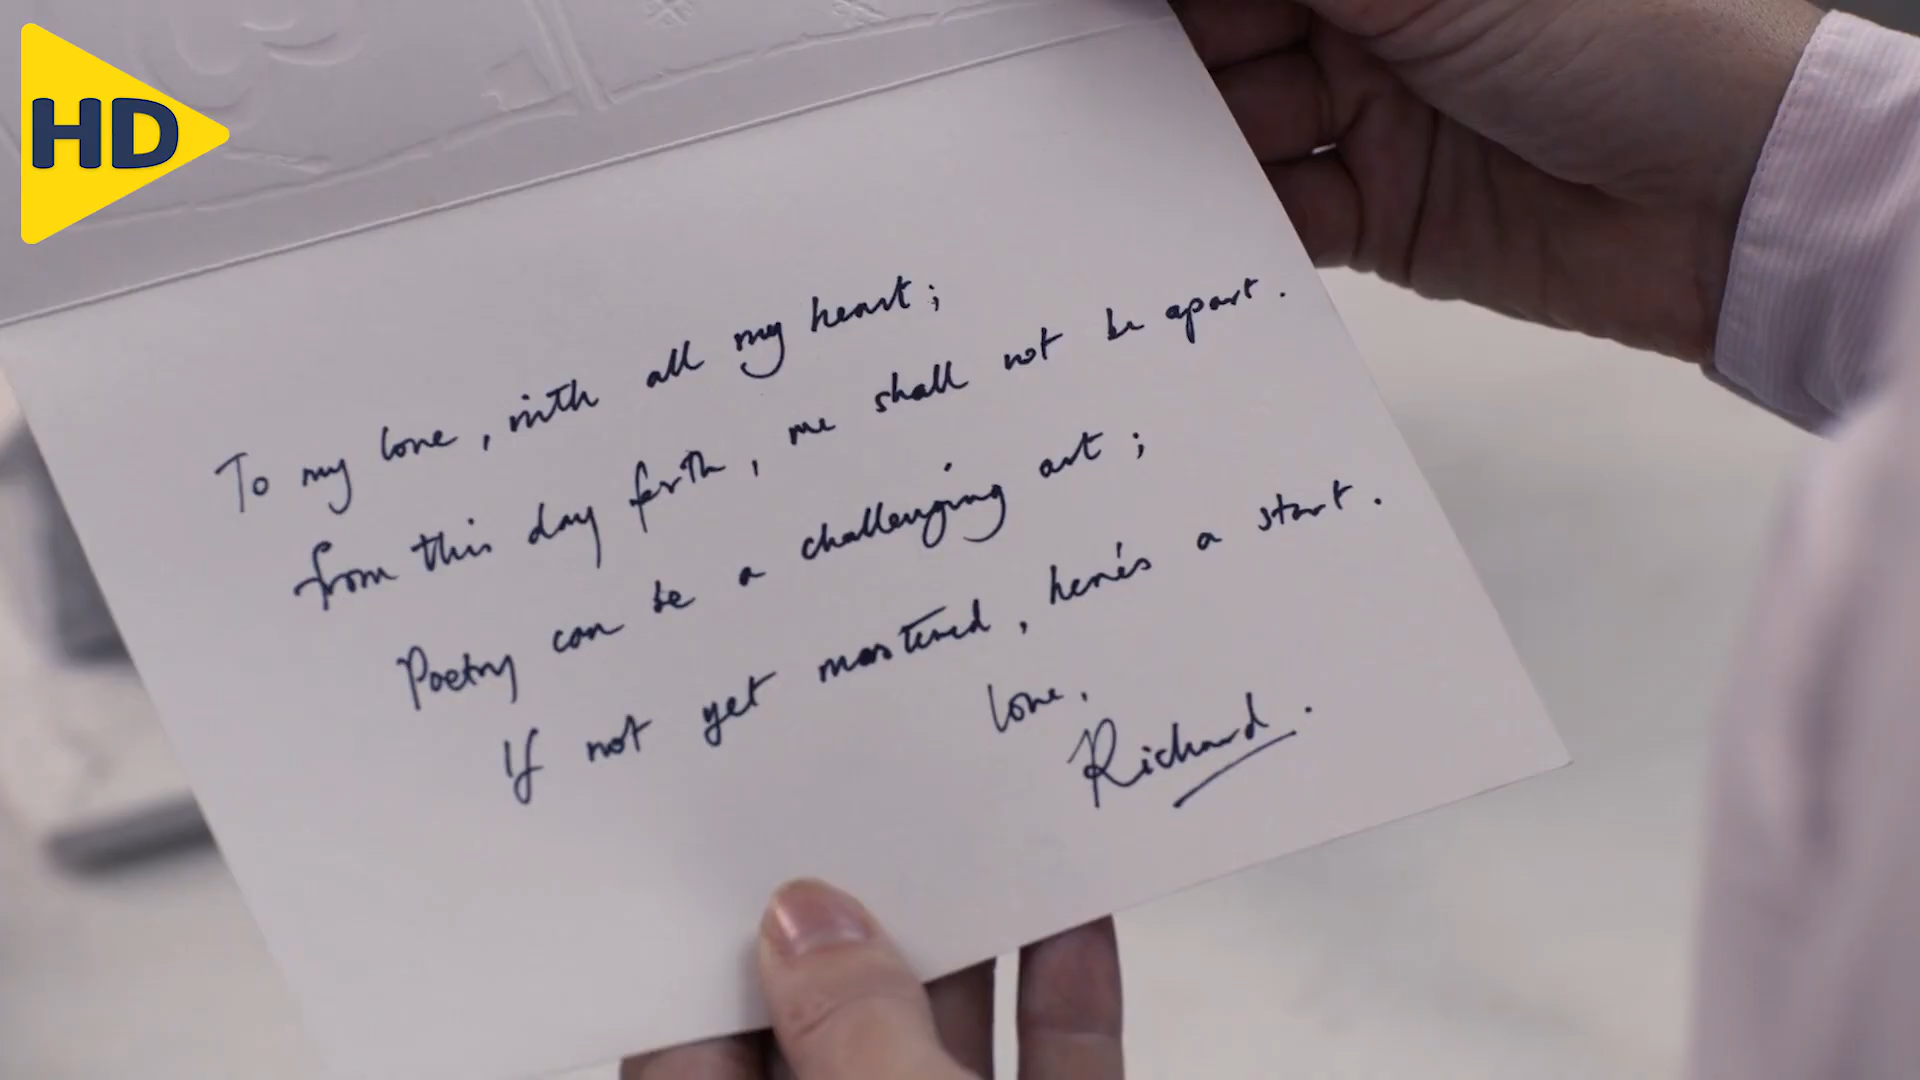 HD
To my love, with all my heart;
from this day forth, we shall not be apart.
Poetry can be a challenging art;
If not yet mastered, here's a start.
love,
Richard.